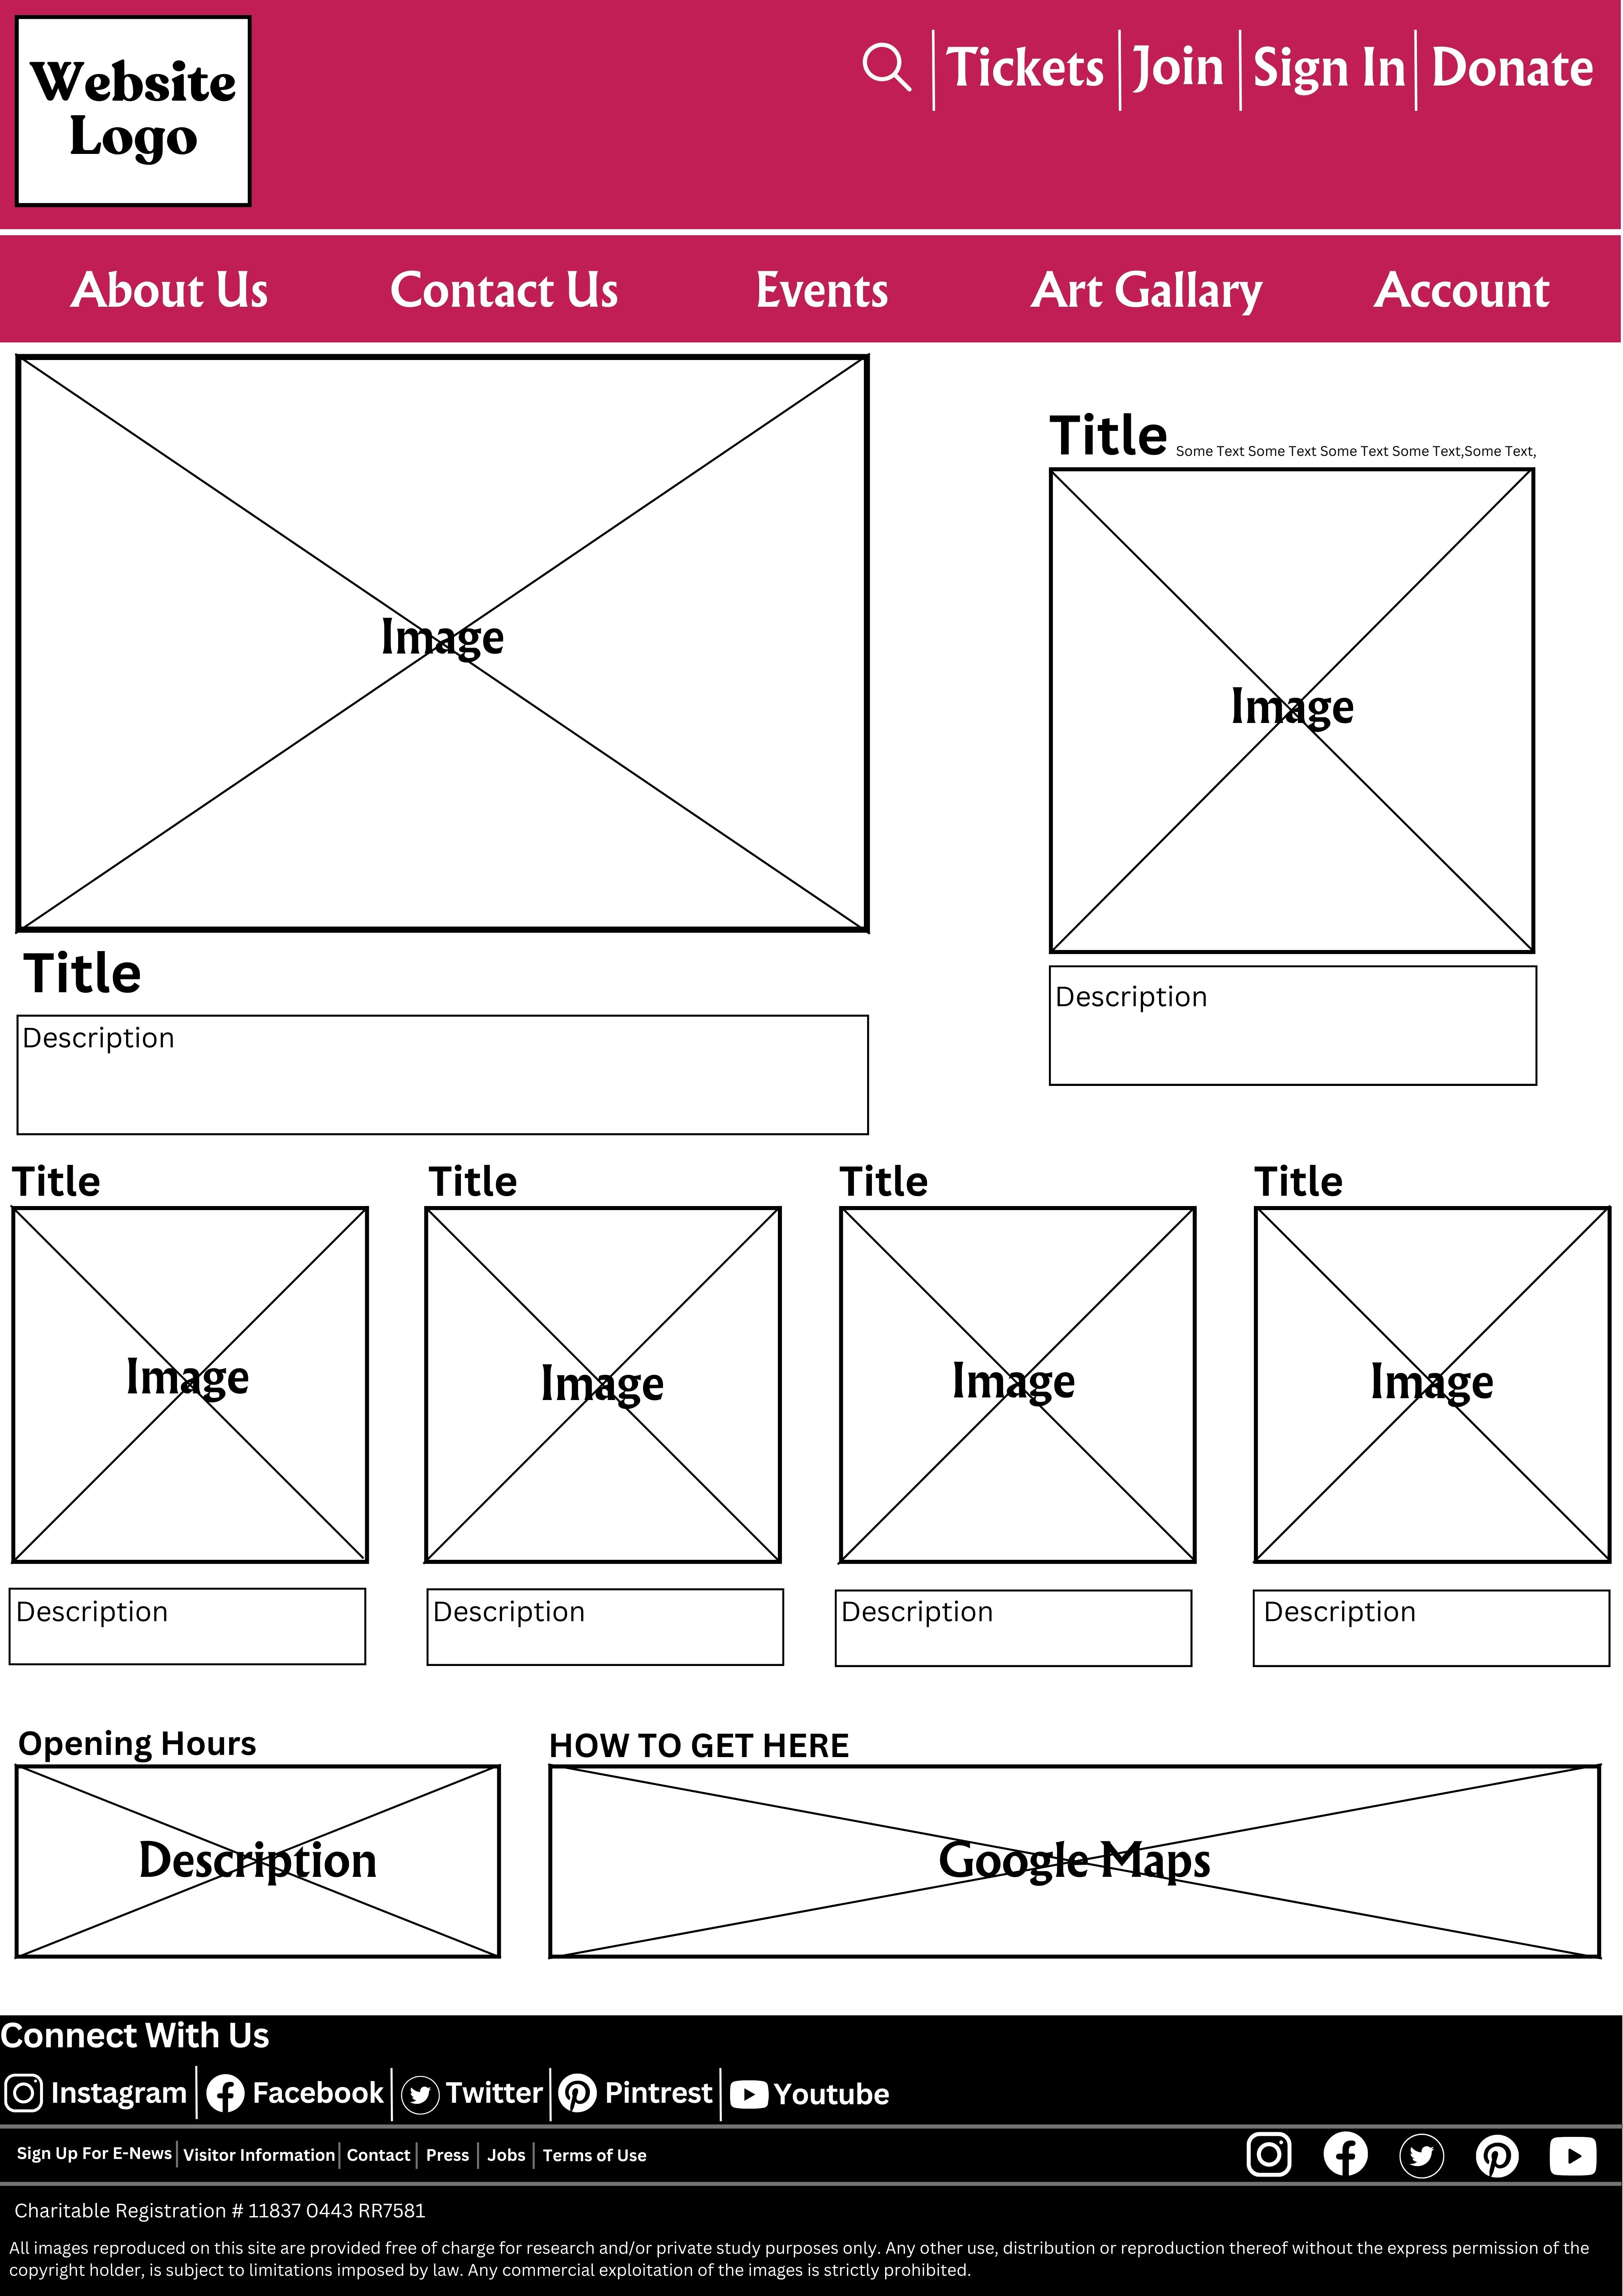 Website
Logo
Tickets Join Sign In Donate
About Us Contact Us Events Art Gallary Account
Image
Title
Description
Title Some Text Some Text Some Text Some Text,Some Text,
Image
Description
Title Title Title Title
Image Image Image Image
Description Description Description Description
Opening Hours
Description
HOW TO GET HERE
Google Maps
Connect With Us
Instagram Facebook Twitter Pintrest Youtube
Sign Up For E-News Visitor Information Contact Press Jobs Terms of Use
Charitable Registration # 11837 0443 RR7581
All images reproduced on this site are provided free of charge for research and/or private study purposes only. Any other use, distribution or reproduction thereof without the express permission of the
copyright holder, is subject to limitations imposed by law. Any commercial exploitation of the images is strictly prohibited.